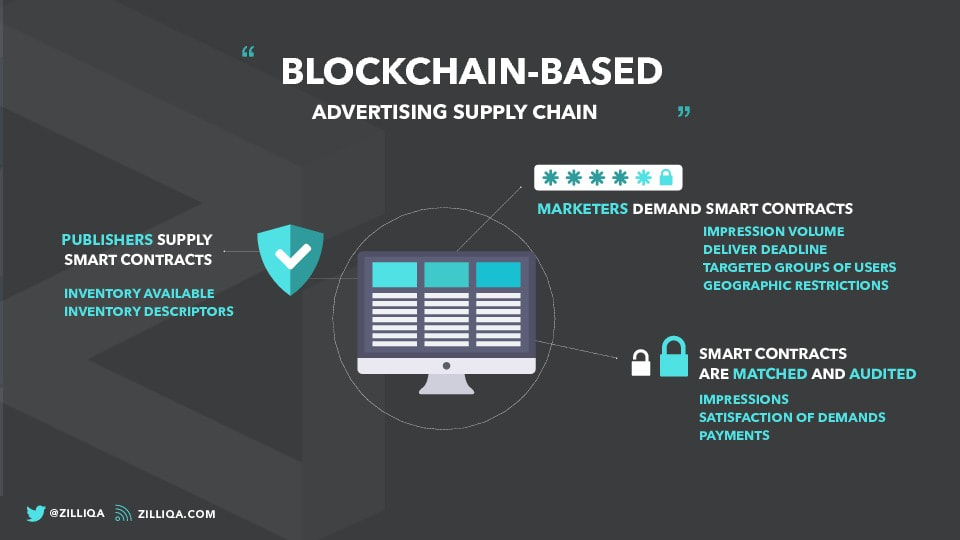 “
BLOCKCHAIN-BASED
ADVERTISING SUPPLY CHAIN
”
PUBLISHERS SUPPLY
SMART CONTRACTS
INVENTORY AVAILABLE
INVENTORY DESCRIPTORS
MARKETERS DEMAND SMART CONTRACTS
IMPRESSION VOLUME
DELIVER DEADLINE
TARGETED GROUPS OF USERS
GEOGRAPHIC RESTRICTIONS
SMART CONTRACTS
ARE MATCHED AND AUDITED
IMPRESSIONS
SATISFACTION OF DEMANDS
PAYMENTS
@ZILLIQA ZILLIQA.COM